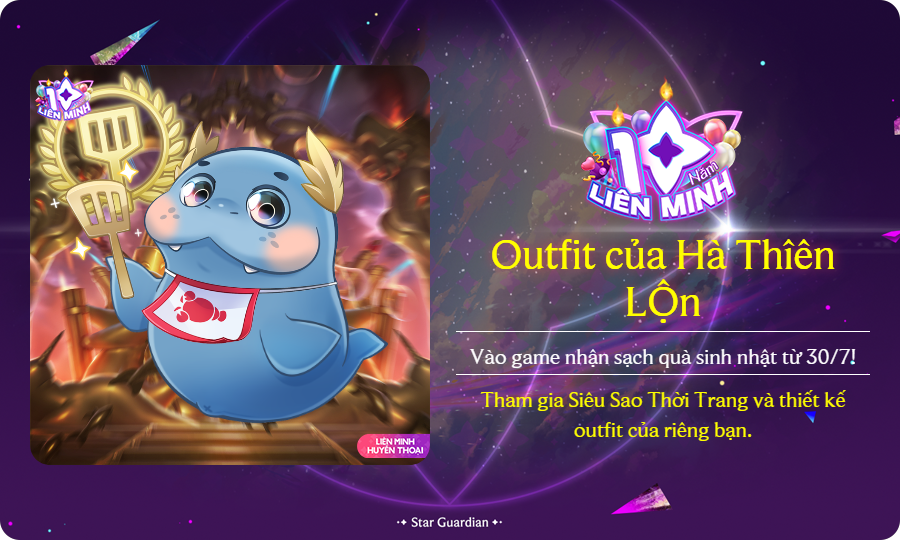 10
LIÊN MINH
LIÊN MINH
HUYỀN THOẠI
10
Năm
LIÊN MINH
Outfit của Hà Thîên
LỘn
Vào game nhận sạch quà sinh nhật từ 30/7!
Tham gia Siêu Sao Thời Trang và thiết kế
outfit của riêng bạn.
Star Guardian